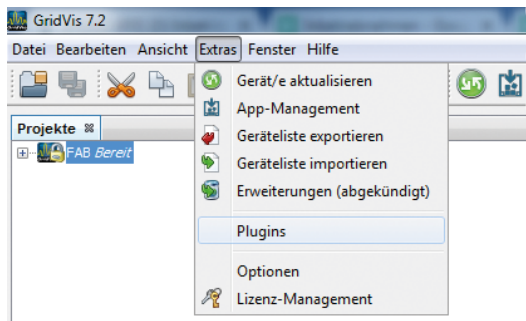 GridVis 7.2
Datei Bearbeiten Ansicht Extras Fenster Hilfe
Gerät/e aktualisieren
App-Management
Projekte
Geräteliste exportieren
FAB Bereit
Geräteliste importieren
Erweiterungen (abgekündigt)
Plugins
Optionen
Lizenz-Management